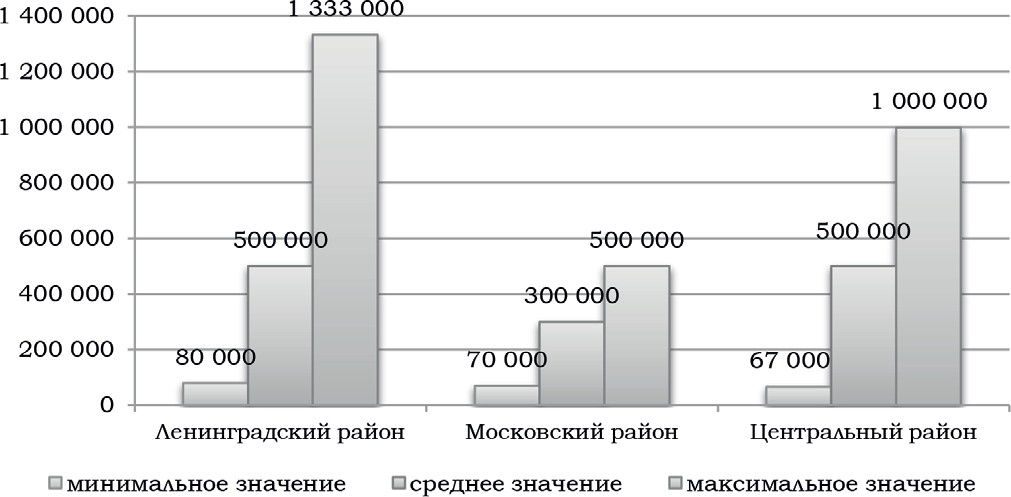 1 333 000
1 400 000
1 200 000
1 000 000
1 000 000
800 000
600 000
500 000
500 000
500 000
400 000
300 000
200 000
80 000
70 000
67 000
0
Ленинградский район
Московский район
Центральный район
минимальное значение
среднее значение
максимальное значение